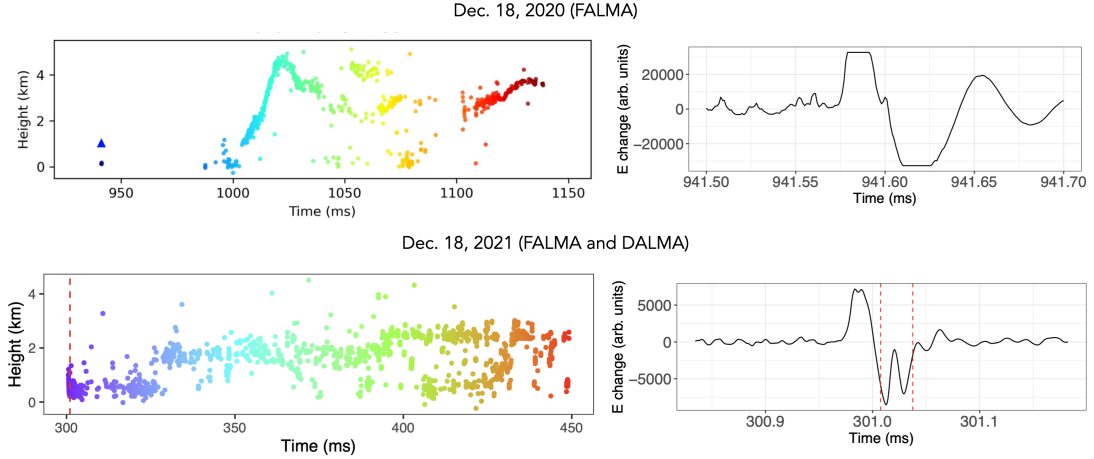 Dec. 18, 2020 (FALMA)
Height (km)
4
2
0
950 1000 1050 1100 1150
Time (ms)
E change (arb. units)
20000
0
−20000
941.50 941.55 941.60 941.65 941.70
Time (ms)
Dec. 18, 2021 (FALMA and DALMA)
Height (km)
4
2
0
300 350 400 450
Time (ms)
E change (arb. units)
5000
0
−5000
300.9 301.0 301.1
Time (ms)